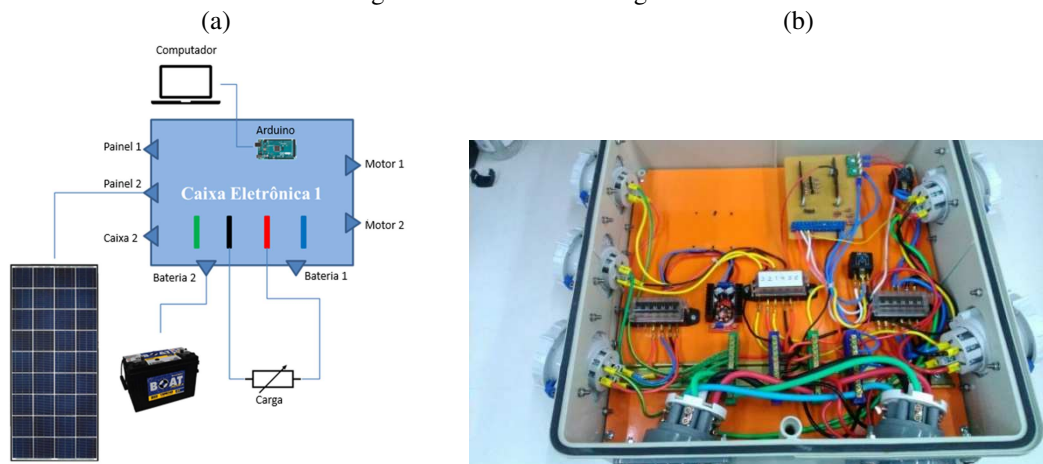 (a)
(b)
Computador
Arduino
Painel 1
Motor 1
Painel 2
Caixa Eletrônica 1
Caixa 2
Motor 2
Bateria 2
Bateria 1
BOAT
Carga